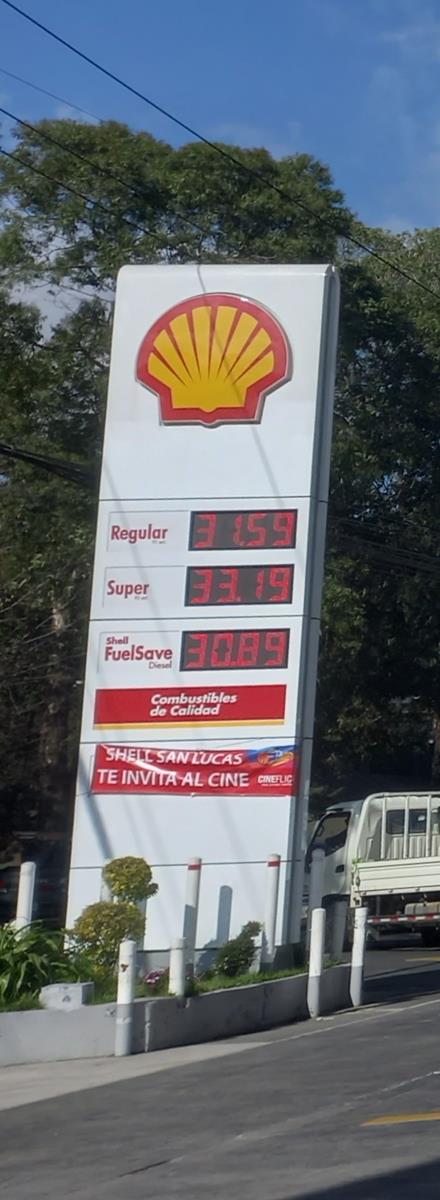 Regular 31.59
Super 33.19
Shell
FuelSave 30.89
Diesel
Combustibles
de Calidad
SHELL SAN LUCAS
TE INVITA AL CINE CINEFLIC